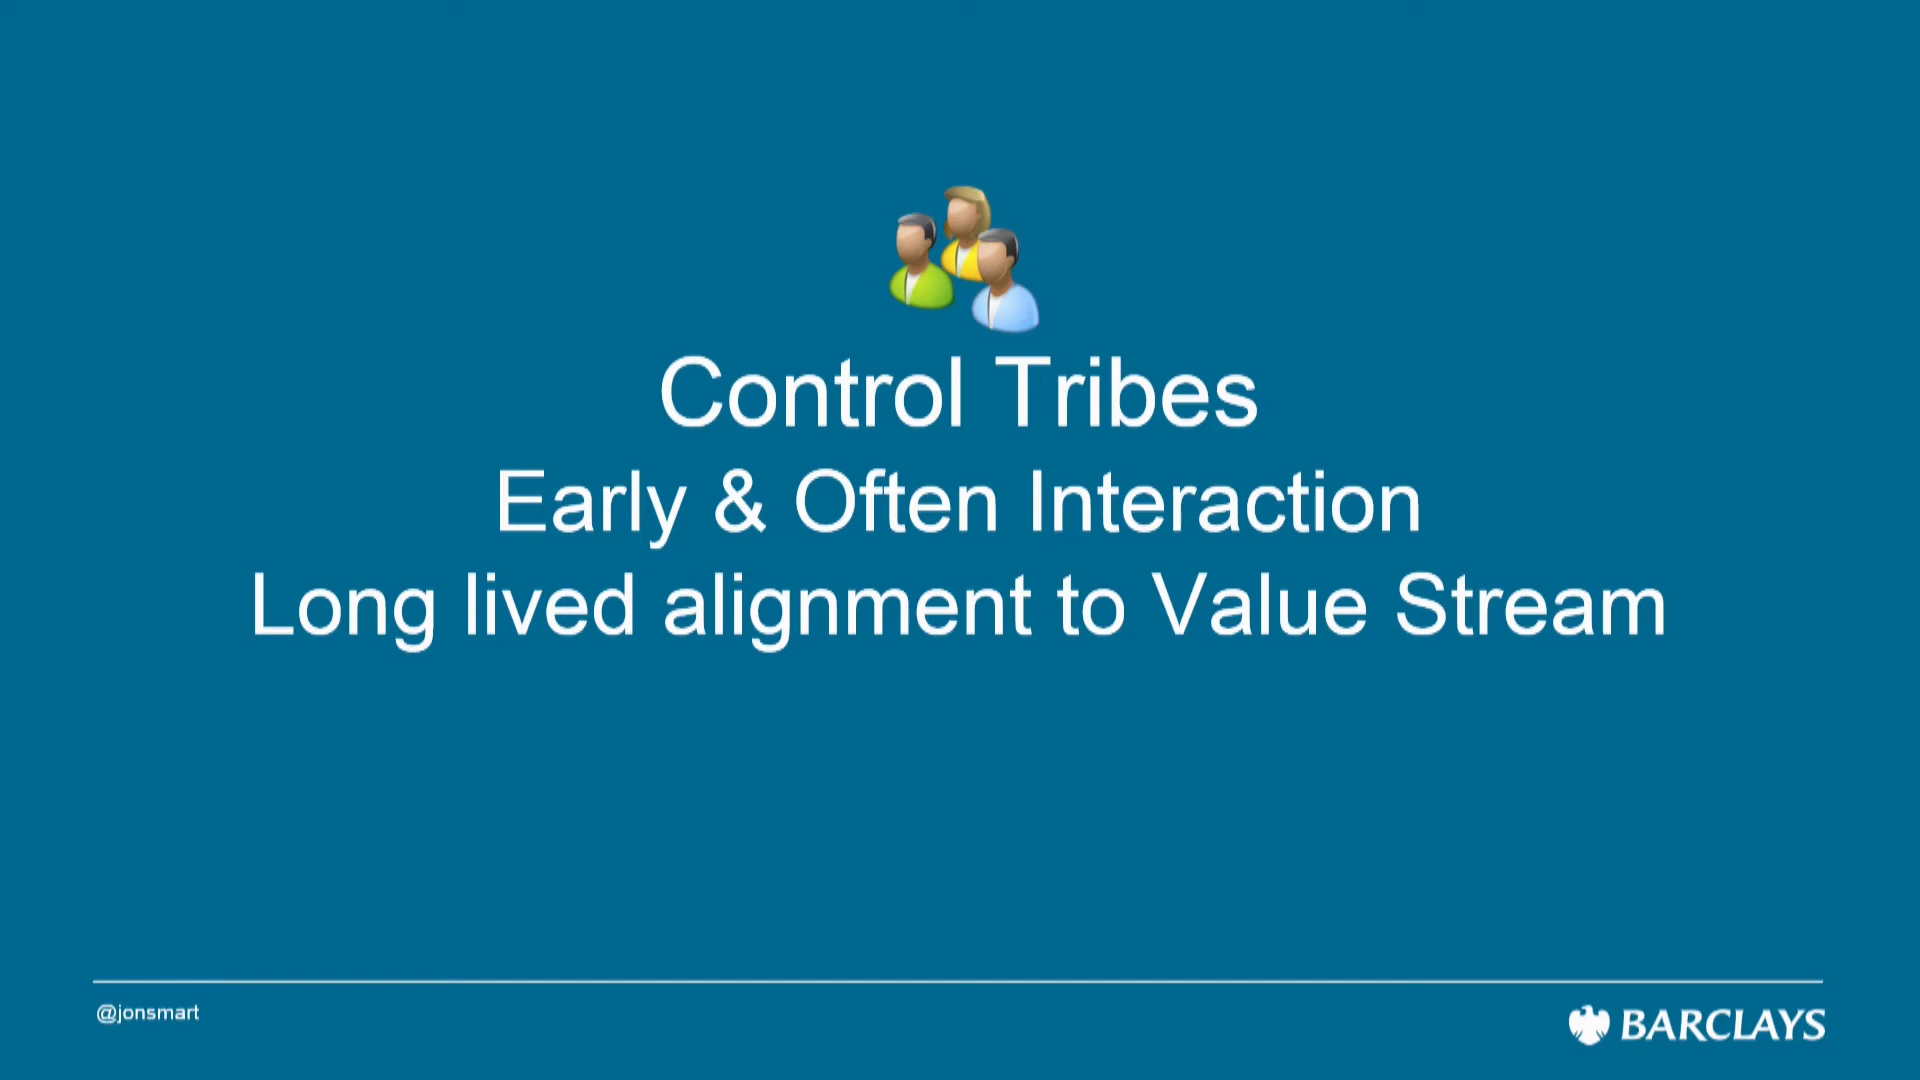 Control Tribes
Early & Often Interaction
Long lived alignment to Value Stream
@jonsmart
BARCLAYS